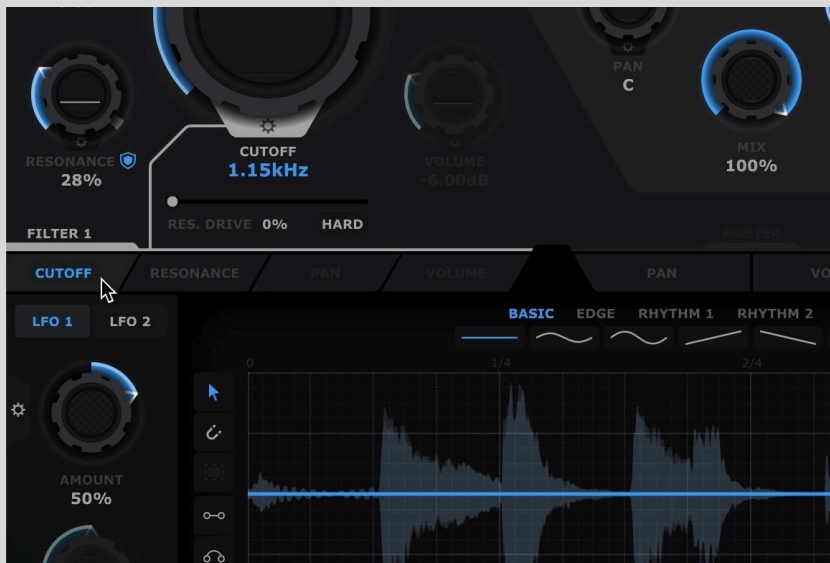 PAN
C
MIX
100%
RESONANCE
28%
CUTOFF
1.15kHz
VOLUME
-6.00dB
RES. DRIVE 0% HARD
FILTER 1
MASTER
CUTOFF RESONANCE PAN VOLUME PAN VO
LFO 1 LFO 2
BASIC EDGE RHYTHM 1 RHYTHM 2
0 1/4 2/4
AMOUNT
50%